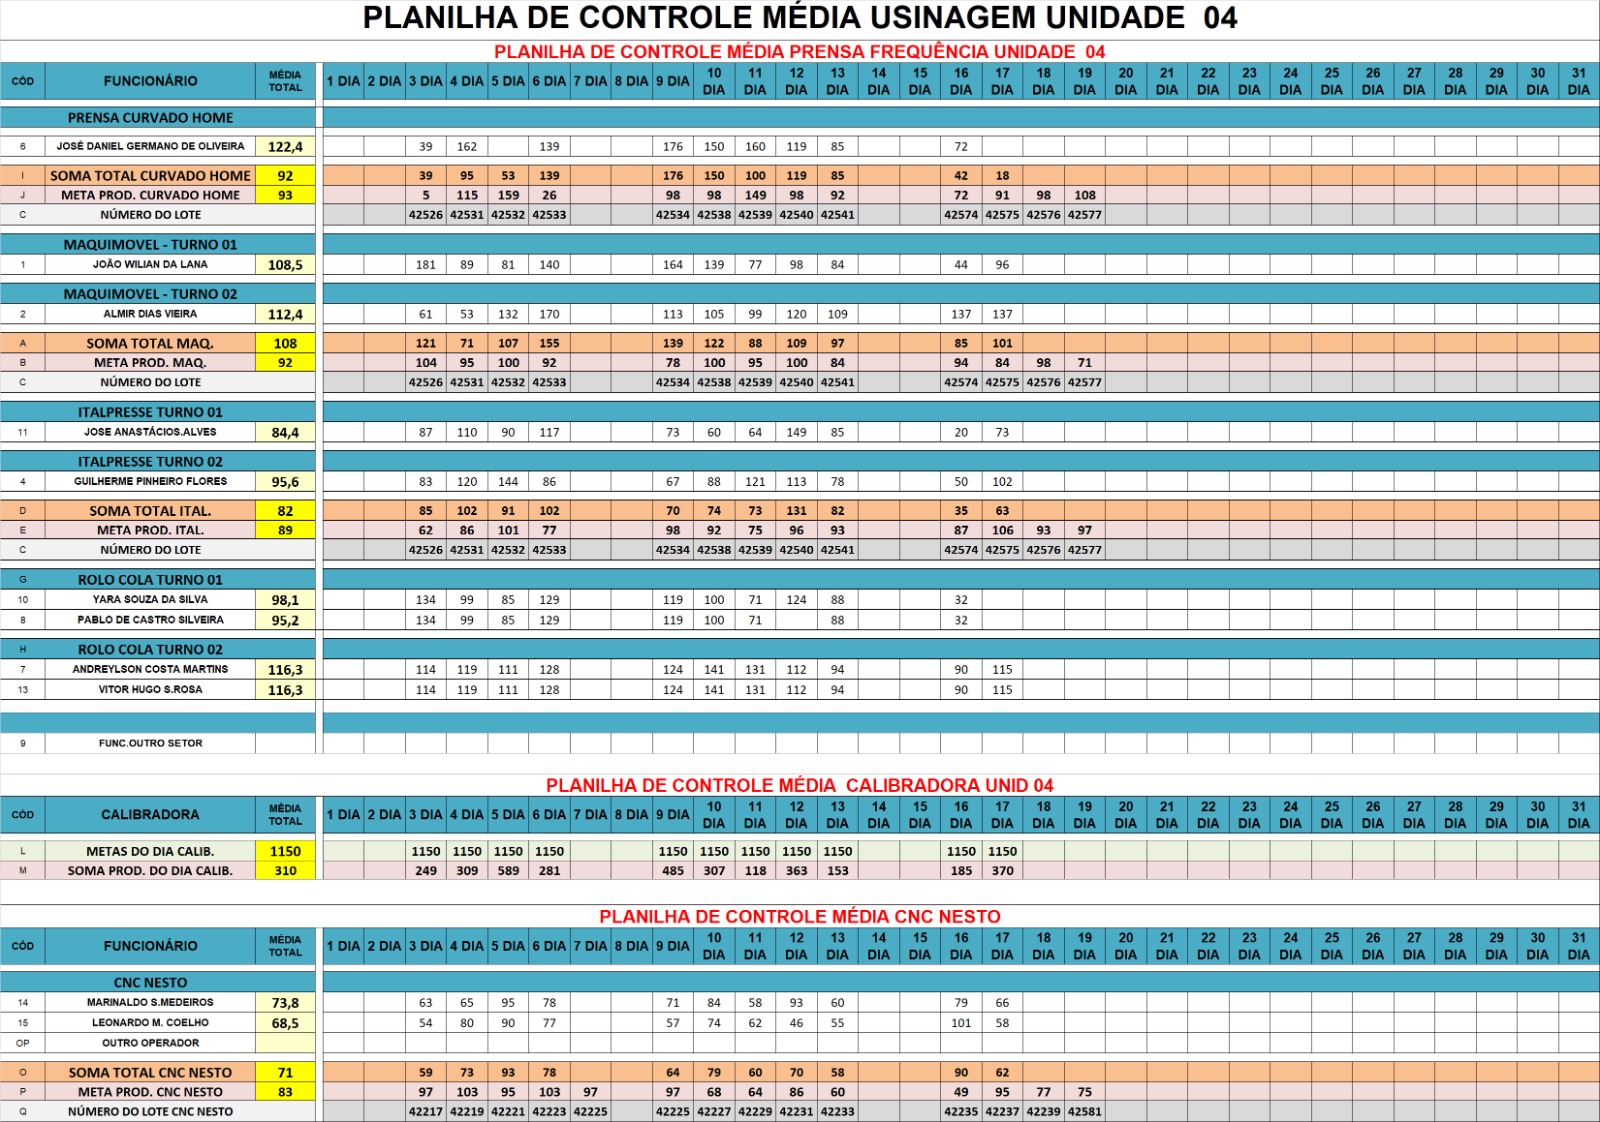 PLANILHA DE CONTROLE MÉDIA USINAGEM UNIDADE  04
PLANILHA DE CONTROLE MÉDIA PRENSA FREQUÊNCIA UNIDADE  04
CÓD FUNCIONÁRIO MÉDIA TOTAL 1 DIA 2 DIA 3 DIA 4 DIA 5 DIA 6 DIA 7 DIA 8 DIA 9 DIA 10 DIA 11 DIA 12 DIA 13 DIA 14 DIA 15 DIA 16 DIA 17 DIA 18 DIA 19 DIA 20 DIA 21 DIA 22 DIA 23 DIA 24 DIA 25 DIA 26 DIA 27 DIA 28 DIA 29 DIA 30 DIA 31 DIA
PRENSA CURVADO HOME
6 JOSÉ DANIEL GERMANO DE OLIVEIRA 122,4 39 162 139 176 150 160 119 85 72
I SOMA TOTAL CURVADO HOME 92 39 95 53 139 176 150 100 119 85 42 18
J META PROD. CURVADO HOME 93 5 115 159 26 98 98 149 98 92 72 91 98 108
C NÚMERO DO LOTE 42526 42531 42532 42533 42534 42538 42539 42540 42541 42574 42575 42576 42577
MAQUIMOVEL - TURNO 01
1 JOÃO WILIAN DA LANA 108,5 181 89 81 140 164 139 77 98 84 44 96
MAQUIMOVEL - TURNO 02
2 ALMIR DIAS VIEIRA 112,4 61 53 132 170 113 105 99 120 109 137 137
A SOMA TOTAL MAQ. 108 121 71 107 155 139 122 88 109 97 85 101
B META PROD. MAQ. 92 104 95 100 92 78 100 95 100 84 94 84 98 71
C NÚMERO DO LOTE 42526 42531 42532 42533 42534 42538 42539 42540 42541 42574 42575 42576 42577
ITALPRESSE TURNO 01
11 JOSE ANASTÁCIOS.ALVES 84,4 87 110 90 117 73 60 64 149 85 20 73
ITALPRESSE TURNO 02
4 GUILHERME PINHEIRO FLORES 95,6 83 120 144 86 67 88 121 113 78 50 102
D SOMA TOTAL ITAL. 82 85 102 91 102 70 74 73 131 82 35 63
E META PROD. ITAL. 89 62 86 101 77 98 92 75 96 93 87 106 93 97
C NÚMERO DO LOTE 42526 42531 42532 42533 42534 42538 42539 42540 42541 42574 42575 42576 42577
G ROLO COLA TURNO 01
10 YARA SOUZA DA SILVA 98,1 134 99 85 129 119 100 71 124 88 32
8 PABLO DE CASTRO SILVEIRA 95,2 134 99 85 129 119 100 71 88 32
H ROLO COLA TURNO 02
7 ANDREYLSON COSTA MARTINS 116,3 114 119 111 128 124 141 131 112 94 90 115
13 VITOR HUGO S.ROSA 116,3 114 119 111 128 124 141 131 112 94 90 115
9 FUNC.OUTRO SETOR
PLANILHA DE CONTROLE MÉDIA  CALIBRADORA UNID 04
CÓD CALIBRADORA MÉDIA TOTAL 1 DIA 2 DIA 3 DIA 4 DIA 5 DIA 6 DIA 7 DIA 8 DIA 9 DIA 10 DIA 11 DIA 12 DIA 13 DIA 14 DIA 15 DIA 16 DIA 17 DIA 18 DIA 19 DIA 20 DIA 21 DIA 22 DIA 23 DIA 24 DIA 25 DIA 26 DIA 27 DIA 28 DIA 29 DIA 30 DIA 31 DIA
L METAS DO DIA CALIB. 1150 1150 1150 1150 1150 1150 1150 1150 1150 1150 1150 1150
M SOMA PROD. DO DIA CALIB. 310 249 309 589 281 485 307 118 363 153 185 370
PLANILHA DE CONTROLE MÉDIA CNC NESTO
CÓD FUNCIONÁRIO MÉDIA TOTAL 1 DIA 2 DIA 3 DIA 4 DIA 5 DIA 6 DIA 7 DIA 8 DIA 9 DIA 10 DIA 11 DIA 12 DIA 13 DIA 14 DIA 15 DIA 16 DIA 17 DIA 18 DIA 19 DIA 20 DIA 21 DIA 22 DIA 23 DIA 24 DIA 25 DIA 26 DIA 27 DIA 28 DIA 29 DIA 30 DIA 31 DIA
CNC NESTO
14 MARINALDO S.MEDEIROS 73,8 63 65 95 78 71 84 58 93 60 79 66
15 LEONARDO M. COELHO 68,5 54 80 90 77 57 74 62 46 55 101 58
OP OUTRO OPERADOR
O SOMA TOTAL CNC NESTO 71 59 73 93 78 64 79 60 70 58 90 62
P META PROD. CNC NESTO 83 97 103 95 103 97 97 68 64 86 60 49 95 77 75
Q NÚMERO DO LOTE CNC NESTO 42217 42219 42221 42223 42225 42225 42227 42229 42231 42233 42235 42237 42239 42581